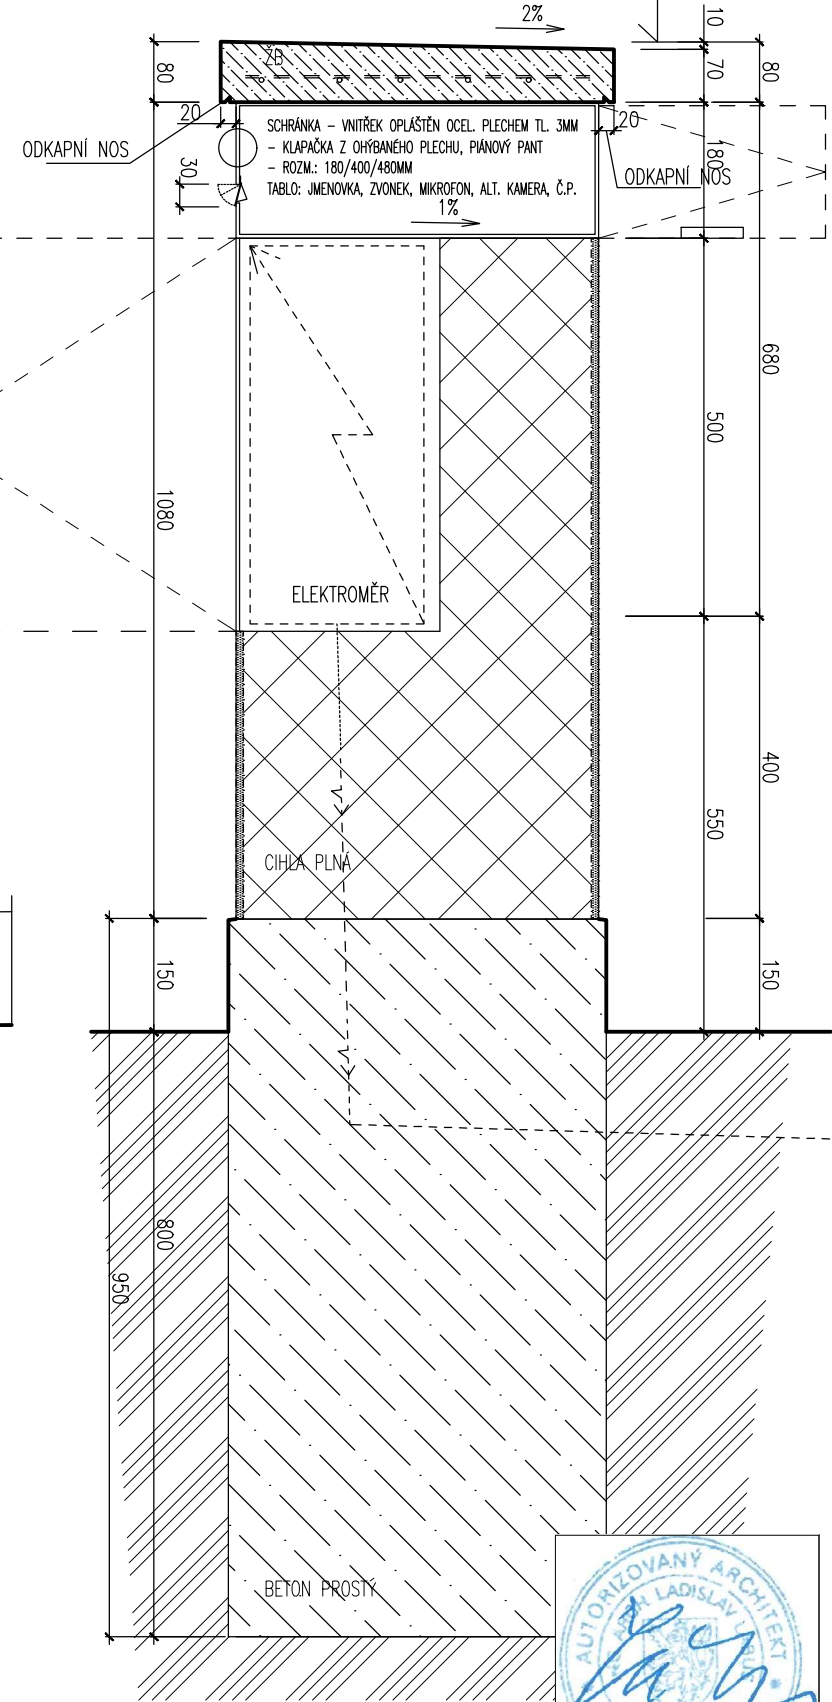 2%
10
80
ŽB
70
80
20
20
ODKAPNÍ NOS
SCHRÁNKA – VNITŘEK OPLÁŠTĚN OCEL. PLECHEM TL. 3MM
– KLAPAČKA Z OHÝBANÉHO PLECHU, PIÁNOVÝ PANT
– ROZM.: 180/400/480MM
TABLO: JMENOVKA, ZVONEK, MIKROFON, ALT. KAMERA, Č.P.
180
ODKAPNÍ NOS
30
1%
680
500
1080
ELEKTROMĚR
400
550
CIHLA PLNÁ
150
150
800
950
BETON PROSTÝ
AUTORIZOVANÝ ARCHITEKT
LADISLAV